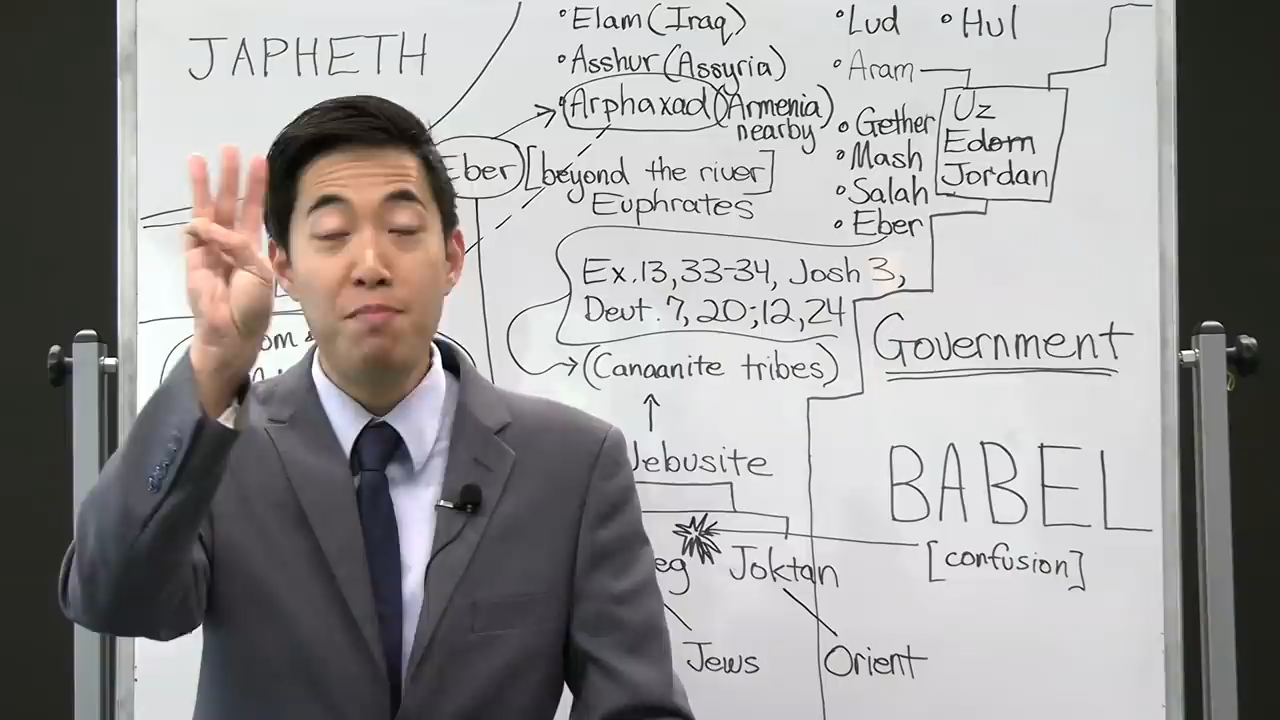 JAPHETH
• Elam (Iraq)
• Asshur (Assyria)
• Arphaxad (Armenia)
nearby
Eber [beyond the river]
Euphrates
• Lud • Hul
• Aram
• Gether
• Mash
• Salah
• Eber
Uz
Edom
Jordan
Ex.13,33-34, Josh 3,
Deut. 7,20;12,24
(Canaanite tribes)
Jebusite
eg Joktan
Jews
Orient
Government
BABEL
[confusion]